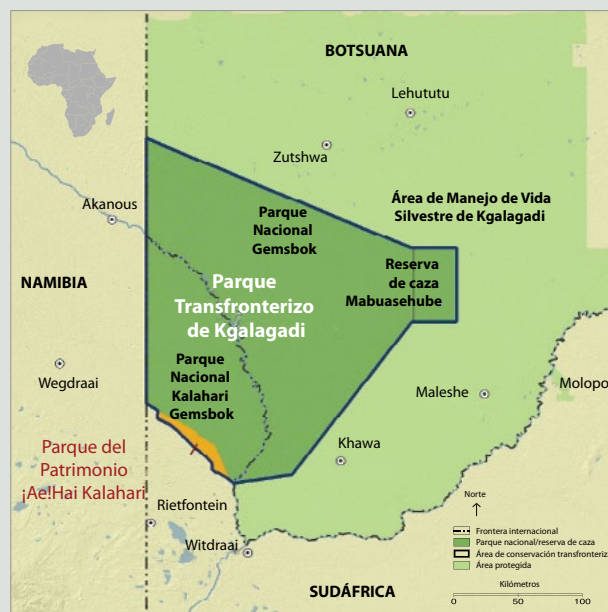 BOTSUANA
Lehututu
Zutshwa
Akanous
Área de Manejo de Vida
Silvestre de Kgalagadi
Parque
Nacional
Gemsbok
NAMIBIA
Reserva
de caza
Mabuasehube
Parque
Transfronterizo
de Kgalagadi
Parque
Nacional
Kalahari
Gemsbok
Wegdraai
Maleshe
Molopo
Parque del
Patrimonio
¡Ae!Hai Kalahari
Khawa
Rietfontein
Witdraai
Norte
Frontera internacional
Parque nacional/reserva de caza
Área de conservación transfronteriz
Área protegida
Kilómetros
0 50 100
SUDÁFRICA